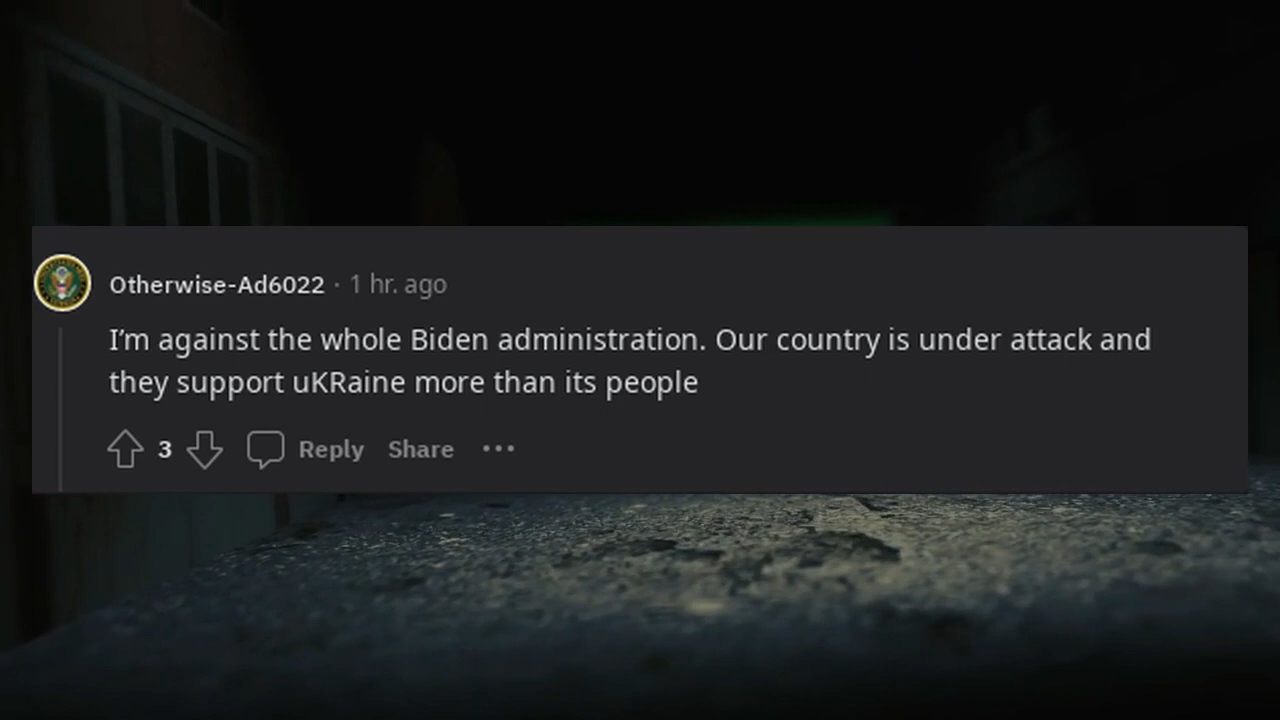 Otherwise-Ad6022 · 1 hr. ago
I’m against the whole Biden administration. Our country is under attack and
they support uKRaine more than its people
3 Reply Share •••